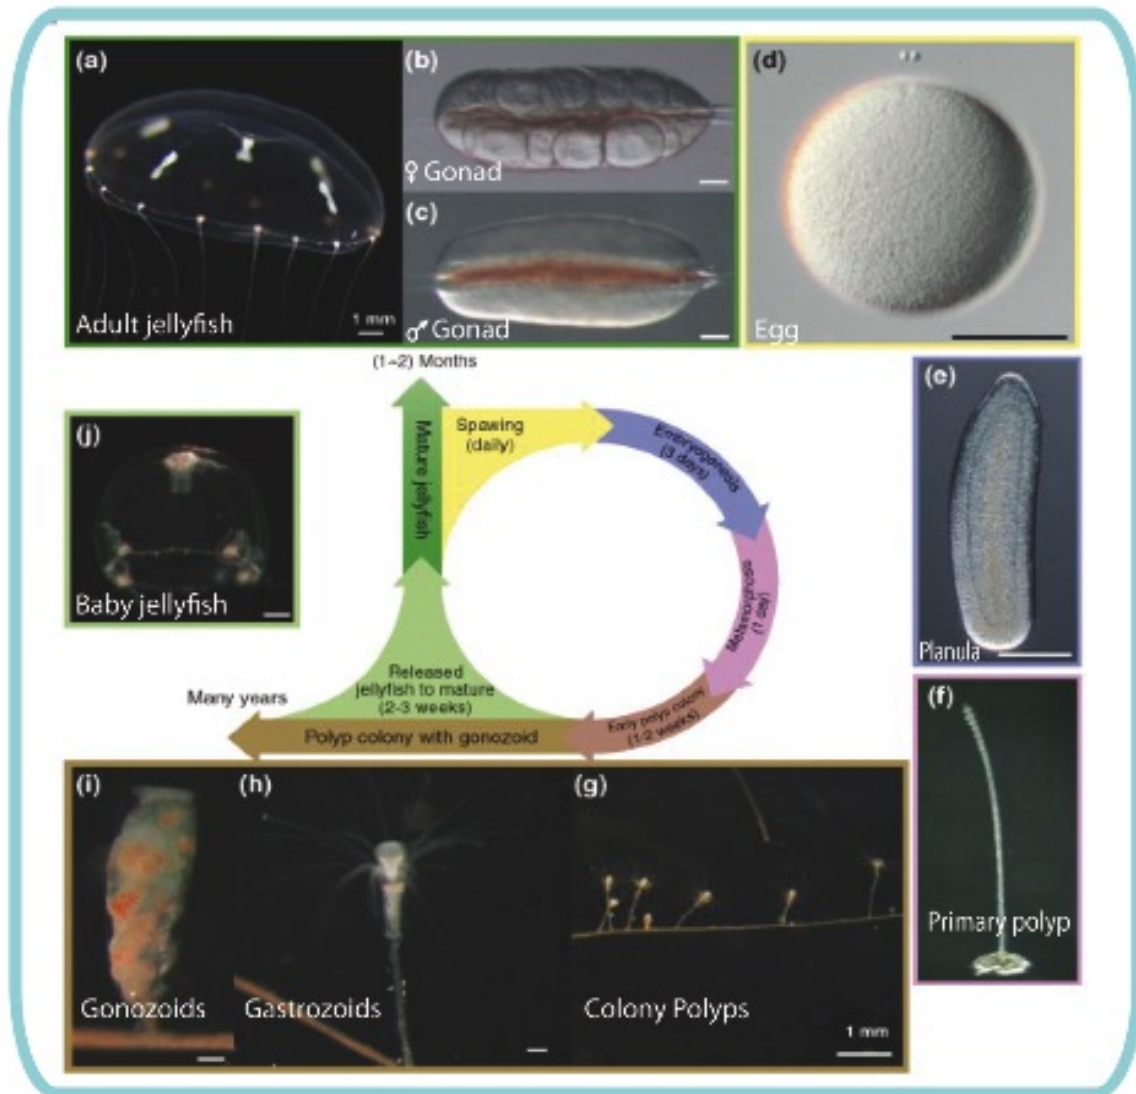 (a)
Adult jellyfish
1 mm
(b)
♀ Gonad
(c)
♂ Gonad
(d)
Egg
(1~2) Months
Mature jellyfish
Spawing
(daily)
Embryogenesis
(3 days)
Metamorphosis
(1 day)
Early polyp colony
(1-2 weeks)
Released
jellyfish to mature
(2-3 weeks)
Many years
Polyp colony with gonozoid
(e)
Planula
(j)
Baby jellyfish
(f)
Primary polyp
(i)
Gonozoids
(h)
Gastrozoids
(g)
Colony Polyps
1 mm